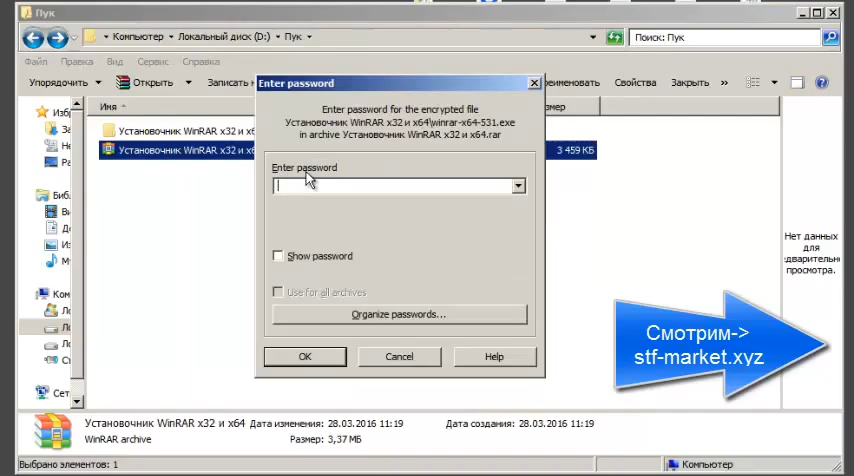 Пук
Компьютер
Локальный диск (D:)
Пук
Поиск: Пук
Файл
Правка
Вид
Сервис
Справка
Упорядочить
Открыть
Записать
Свойства
Закрыть
»
Имя
3 459 КБ
Установочник WinRAR x32 и
Установочник WinRAR x32 и x64
Enter password
Enter password for the encrypted file
Установочник WinRAR x32 и x64\winrar-x64-531.exe
in archive Установочник WinRAR x32 и x64.rar
Enter password
Show password
Use for all archives
Organize passwords...
OK
Cancel
Help
Нет данных
для
предварительного
просмотра.
Смотрим->
stf-market.xyz
Установочник WinRAR x32 и x64 Дата изменения: 28.03.2016 11:19 Дата создания: 28.03.2016 11:19
WinRAR archive Размер: 3,37 МБ
Выбрано элементов: 1
Компьютер